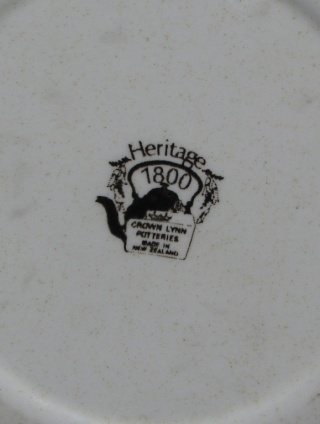 Heritage
1800
CROWN LYNN
POTTERIES
MADE IN
NEW ZEALAND